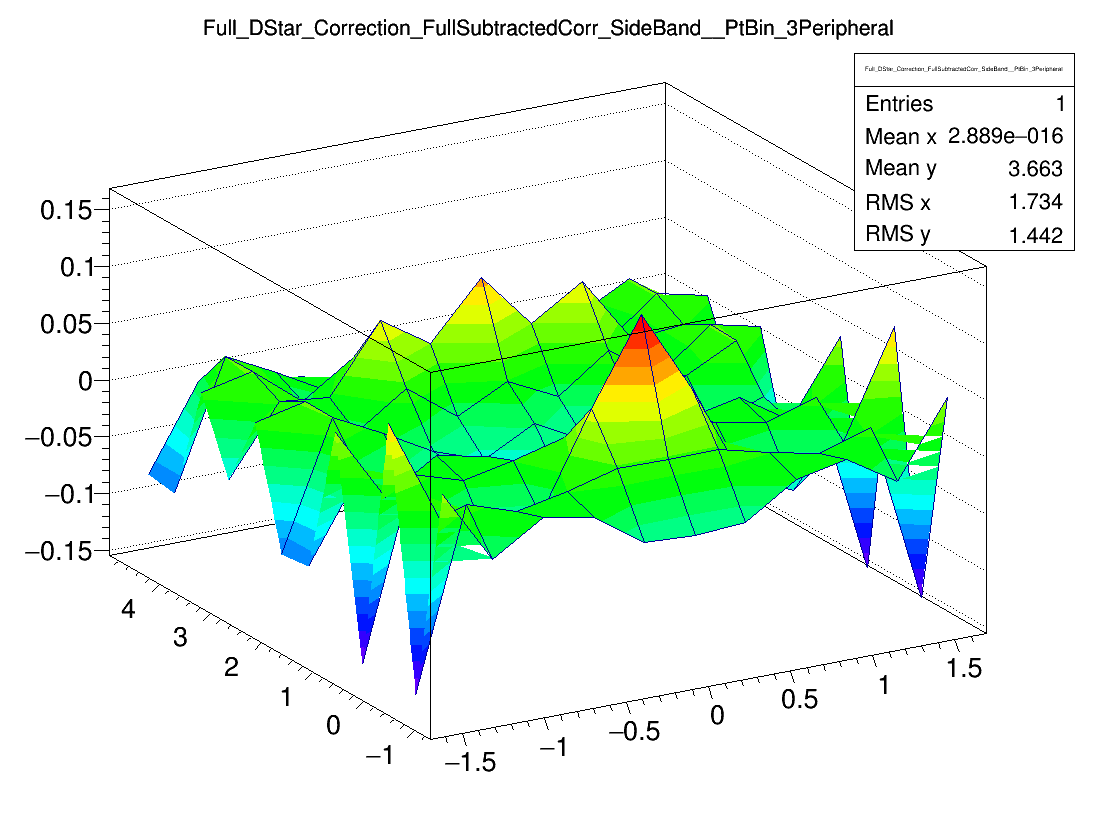 Full_DStar_Correction_FullSubtractedCorr_SideBand__PtBin_3Peripheral
Full_DStar_Correction_FullSubtractedCorr_SideBand__PtBin_3Peripheral
Entries 1
Mean x 2.889e−016
Mean y 3.663
RMS x 1.734
RMS y 1.442
0.15
0.1
0.05
0
−0.05
−0.1
−0.15
4
3
2
1
0
−1
−1.5
−1
−0.5
0
0.5
1
1.5